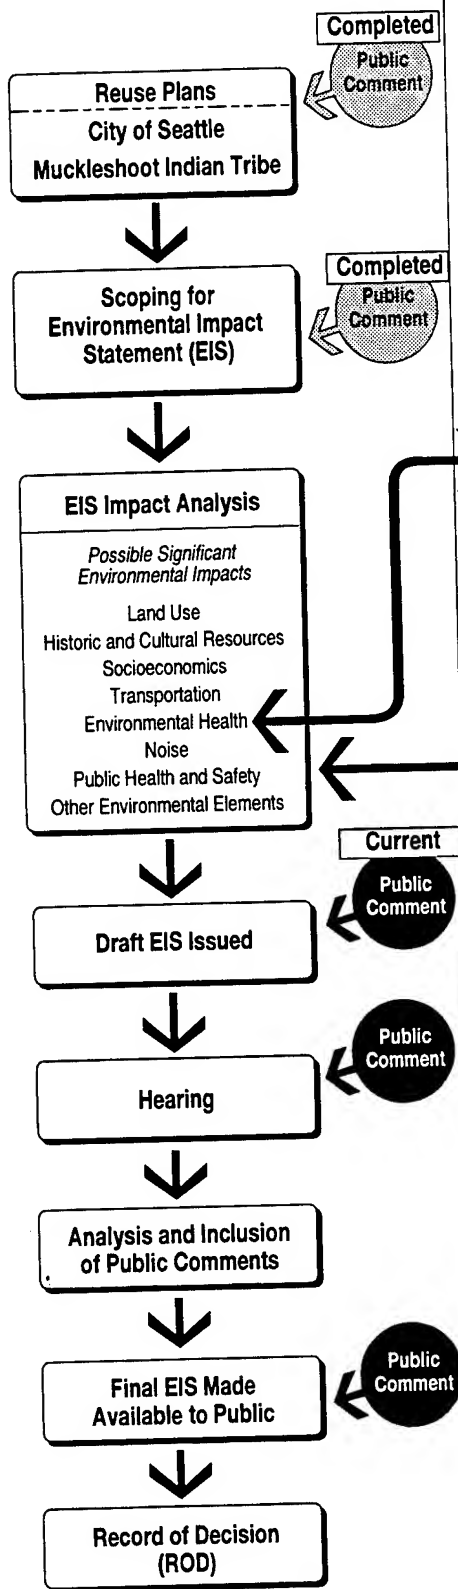 Completed
Public
Comment
Reuse Plans
City of Seattle
Muckleshoot Indian Tribe
Completed
Public
Comment
Scoping for
Environmental Impact
Statement (EIS)
EIS Impact Analysis
Possible Significant
Environmental Impacts
Land Use
Historic and Cultural Resources
Socioeconomics
Transportation
Environmental Health
Noise
Public Health and Safety
Other Environmental Elements
Current
Public
Comment
Draft EIS Issued
Public
Comment
Hearing
Analysis and Inclusion
of Public Comments
Public
Comment
Final EIS Made
Available to Public
Record of Decision
(ROD)